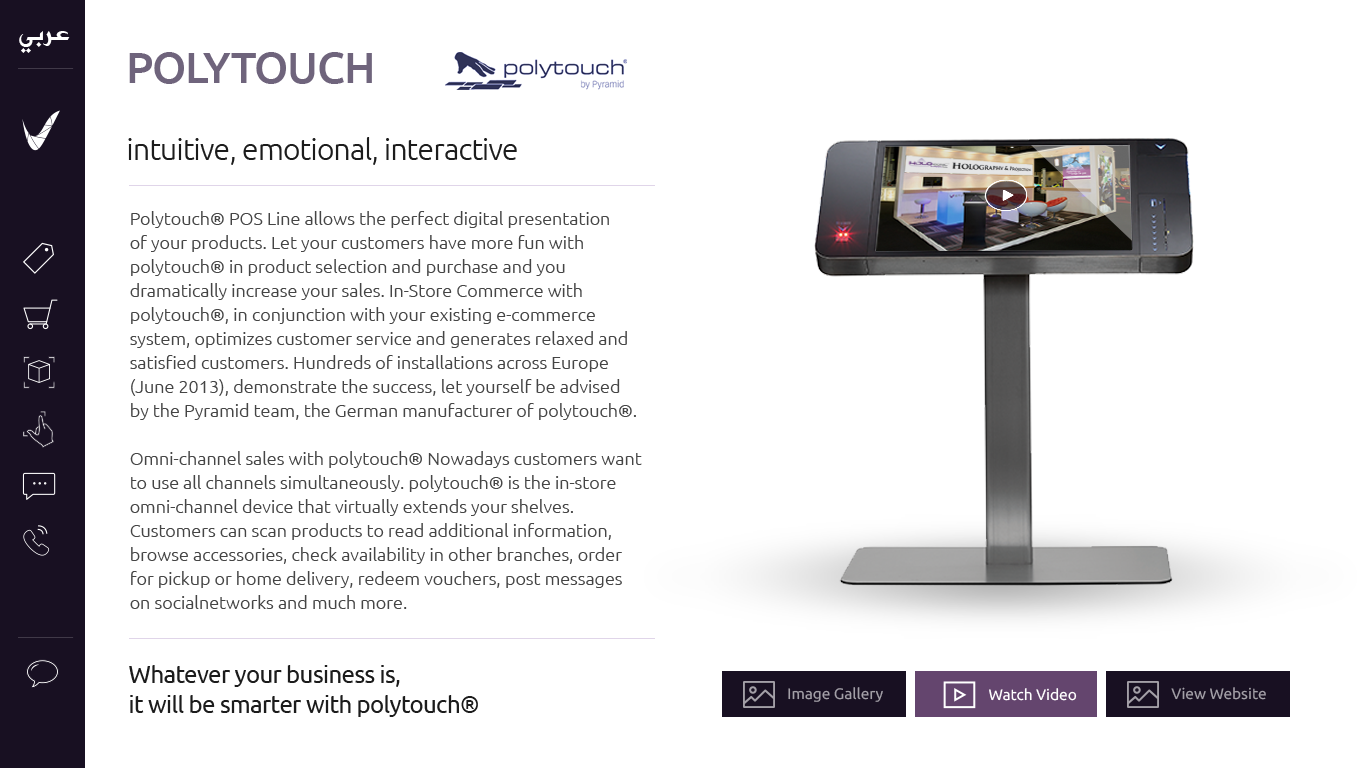 عربي
POLYTOUCH
polytouch®
by Pyramid
intuitive, emotional, interactive
Polytouch® POS Line allows the perfect digital presentation
of your products. Let your customers have more fun with
polytouch® in product selection and purchase and you
dramatically increase your sales. In-Store Commerce with
polytouch®, in conjunction with your existing e-commerce
system, optimizes customer service and generates relaxed and
satisfied customers. Hundreds of installations across Europe
(June 2013), demonstrate the success, let yourself be advised
by the Pyramid team, the German manufacturer of polytouch®.
Omni-channel sales with polytouch® Nowadays customers want
to use all channels simultaneously. polytouch® is the in-store
omni-channel device that virtually extends your shelves.
Customers can scan products to read additional information,
browse accessories, check availability in other branches, order
for pickup or home delivery, redeem vouchers, post messages
on socialnetworks and much more.
Whatever your business is,
it will be smarter with polytouch®
HOLO
HOLOGRAPHY & PROJECTION
Image Gallery
Watch Video
View Website